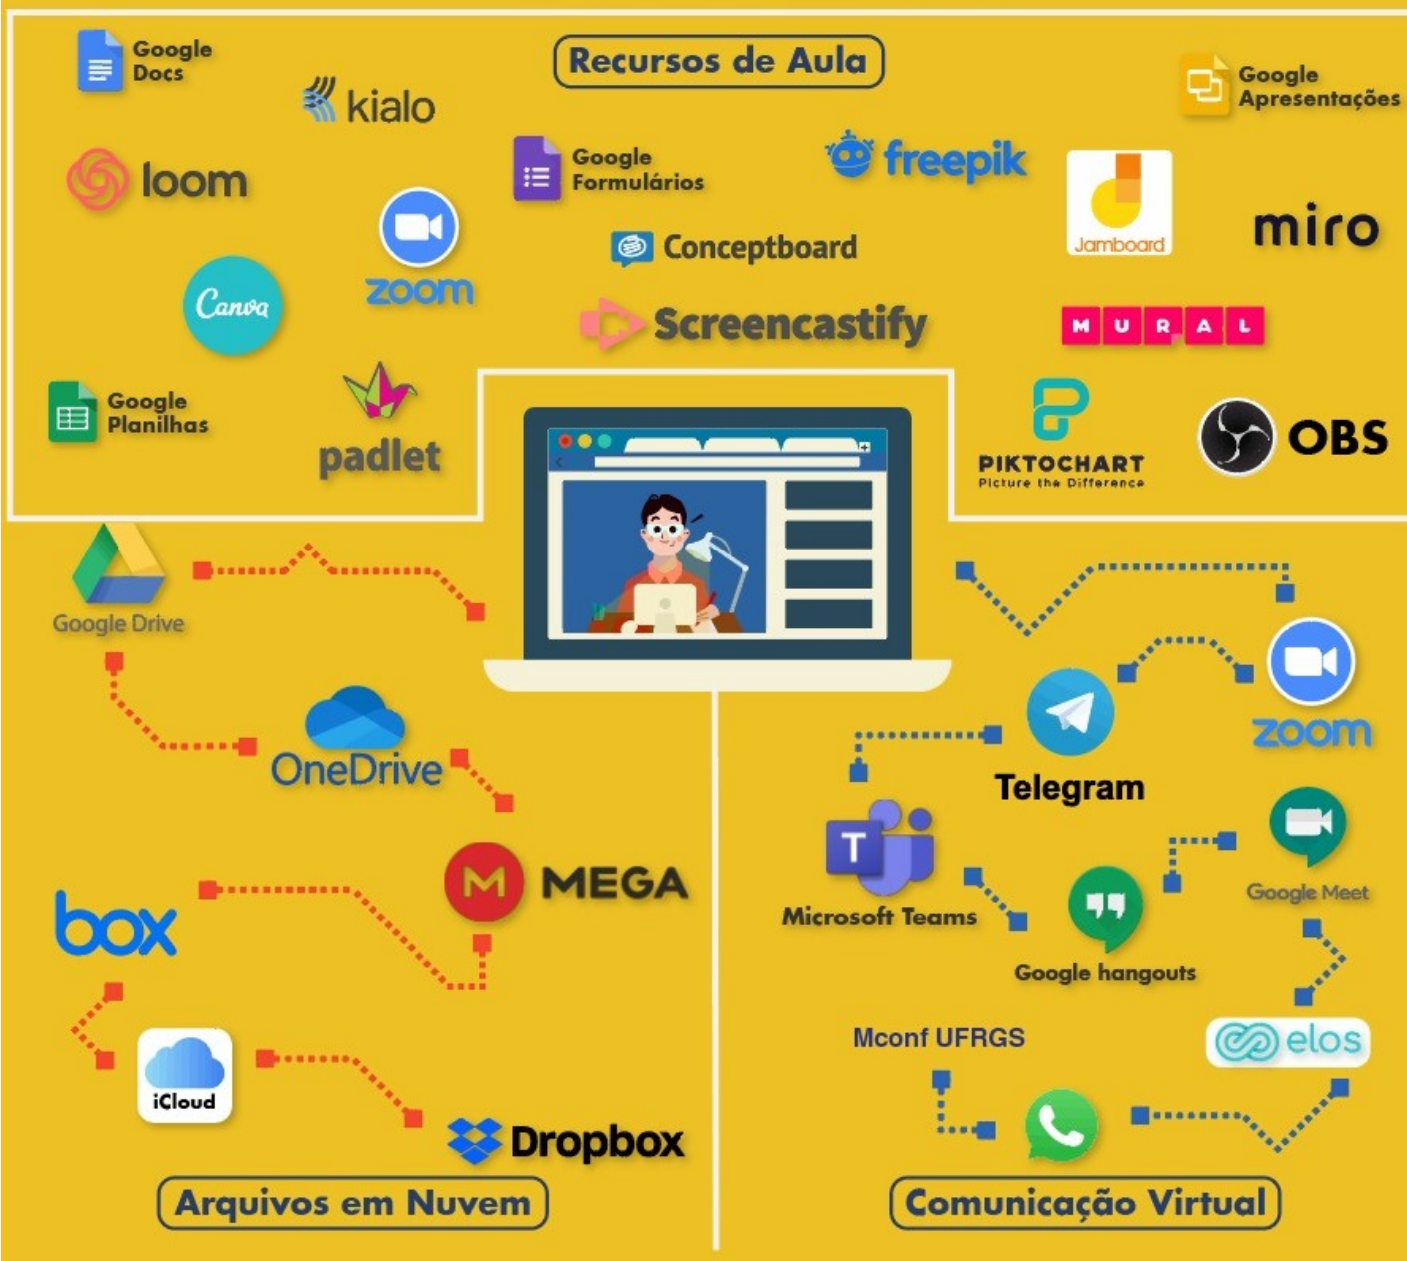 Recursos de Aula
Google
Docs
kialo
Google
Apresentações
loom
Google
Formulários
freepik
Jamboard
miro
zoom
Conceptboard
Canva
Screencastify
MURAL
Google
Planilhas
padlet
PIKTOCHART
Picture the Difference
OBS
Google Drive
OneDrive
M MEGA
box
iCloud
Dropbox
Arquivos em Nuvem
zoom
Telegram
T
Microsoft Teams
Google Meet
Google hangouts
Mconf UFRGS
elos
Comunicação Virtual